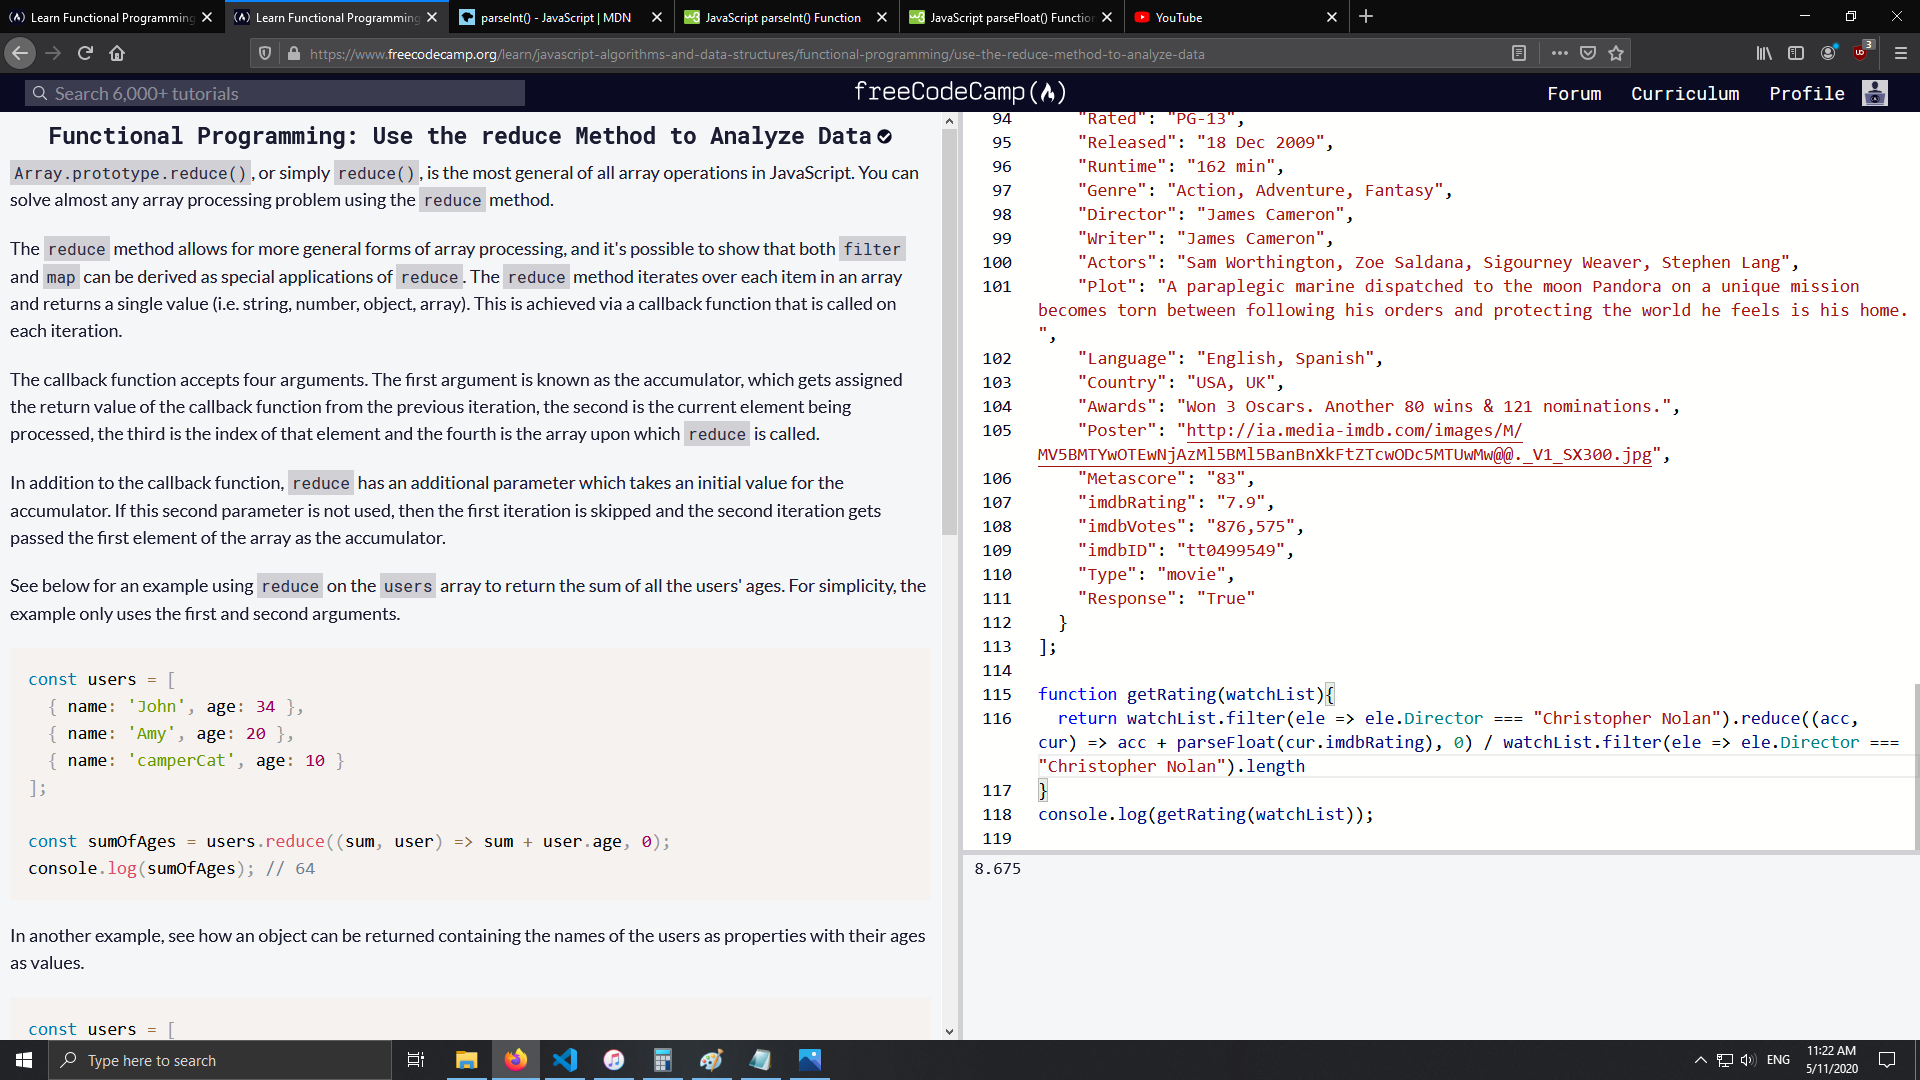 Learn Functional Programming
Learn Functional Programming
parseInt() - JavaScript | MDN
JavaScript parseInt() Function
JavaScript parseFloat() Function
YouTube
https://www.freecodecamp.org/learn/javascript-algorithms-and-data-structures/functional-programming/use-the-reduce-method-to-analyze-data
3
Search 6,000+ tutorials
freeCodeCamp
Forum Curriculum Profile
Functional Programming: Use the reduce Method to Analyze Data
Array.prototype.reduce(), or simply reduce(), is the most general of all array operations in JavaScript. You can
solve almost any array processing problem using the reduce method.
The reduce method allows for more general forms of array processing, and it's possible to show that both filter
and map can be derived as special applications of reduce. The reduce method iterates over each item in an array
and returns a single value (i.e. string, number, object, array). This is achieved via a callback function that is called on
each iteration.
The callback function accepts four arguments. The first argument is known as the accumulator, which gets assigned
the return value of the callback function from the previous iteration, the second is the current element being
processed, the third is the index of that element and the fourth is the array upon which reduce is called.
In addition to the callback function, reduce has an additional parameter which takes an initial value for the
accumulator. If this second parameter is not used, then the first iteration is skipped and the second iteration gets
passed the first element of the array as the accumulator.
See below for an example using reduce on the users array to return the sum of all the users' ages. For simplicity, the
example only uses the first and second arguments.
const users = [
{ name: 'John', age: 34 },
{ name: 'Amy', age: 20 },
{ name: 'camperCat', age: 10 }
];
const sumOfAges = users.reduce((sum, user) => sum + user.age, 0);
console.log(sumOfAges); // 64
In another example, see how an object can be returned containing the names of the users as properties with their ages
as values.
const users = [
94 "Rated": "PG-13",
95 "Released": "18 Dec 2009",
96 "Runtime": "162 min",
97 "Genre": "Action, Adventure, Fantasy",
98 "Director": "James Cameron",
99 "Writer": "James Cameron",
100 "Actors": "Sam Worthington, Zoe Saldana, Sigourney Weaver, Stephen Lang",
101 "Plot": "A paraplegic marine dispatched to the moon Pandora on a unique mission
becomes torn between following his orders and protecting the world he feels is his home.
",
102 "Language": "English, Spanish",
103 "Country": "USA, UK",
104 "Awards": "Won 3 Oscars. Another 80 wins & 121 nominations.",
105 "Poster": "http://ia.media-imdb.com/images/M/
MV5BMTYwOTEwNjAzMl5BMl5BanBnXkFtZTcwODc5MTUwMw@@._V1_SX300.jpg",
106 "Metascore": "83",
107 "imdbRating": "7.9",
108 "imdbVotes": "876,575",
109 "imdbID": "tt0499549",
110 "Type": "movie",
111 "Response": "True"
112 }
113 ];
114
115 function getRating(watchList){
116 return watchList.filter(ele => ele.Director === "Christopher Nolan").reduce((acc,
cur) => acc + parseFloat(cur.imdbRating), 0) / watchList.filter(ele => ele.Director ===
"Christopher Nolan").length
117 }
118 console.log(getRating(watchList));
119
8.675
Type here to search
ENG
11:22 AM
5/11/2020